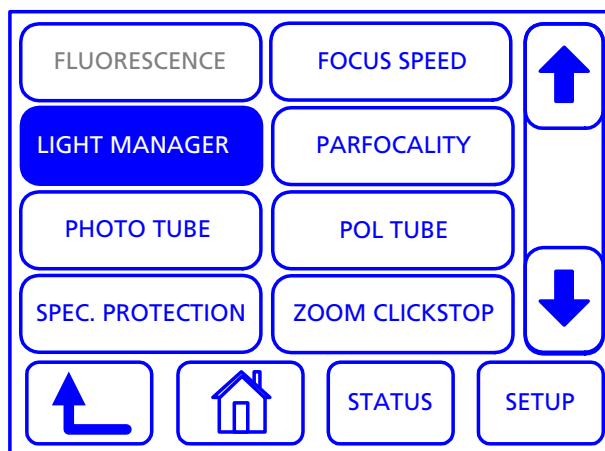 FLUORESCENCE
FOCUS SPEED
LIGHT MANAGER
PARFOCALITY
PHOTO TUBE
POL TUBE
SPEC. PROTECTION
ZOOM CLICKSTOP
STATUS
SETUP